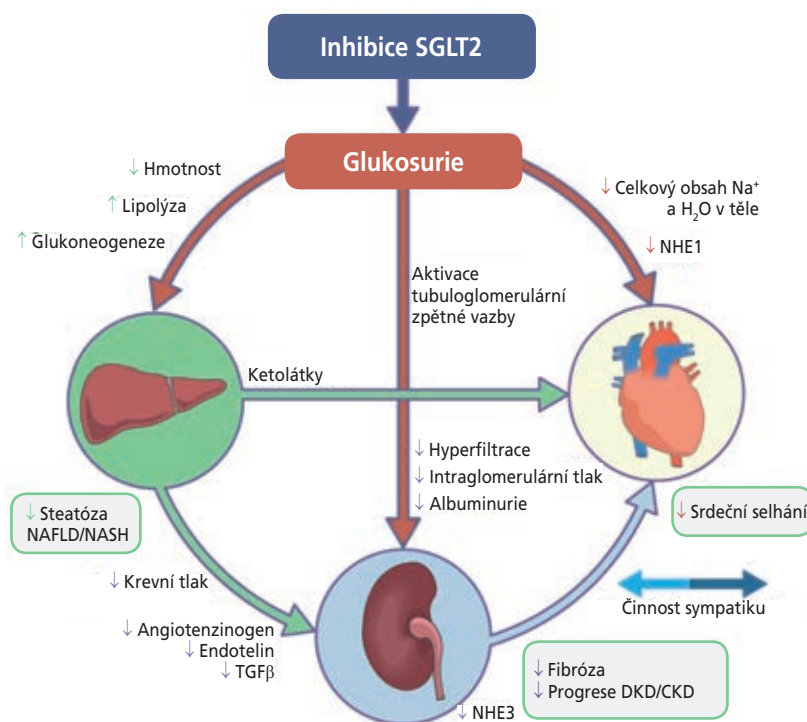 Inhibice SGLT2
Glukosurie
↓ Hmotnost
↑ Lipolýza
↑ Glukoneogeneze
↓ Celkový obsah Na⁺
a H₂O v těle
↓ NHE1
Aktivace
tubuloglomerulární
zpětné vazby
Ketolátky
↓ Hyperfiltrace
↓ Intraglomerulární tlak
↓ Albuminurie
↓ Steatóza
NAFLD/NASH
↓ Srdeční selhání
↓ Krevní tlak
Činnost sympatiku
↓ Angiotenzinogen
↓ Endotelin
↓ TGFβ
↓ Fibróza
↓ Progrese DKD/CKD
↓ NHE3